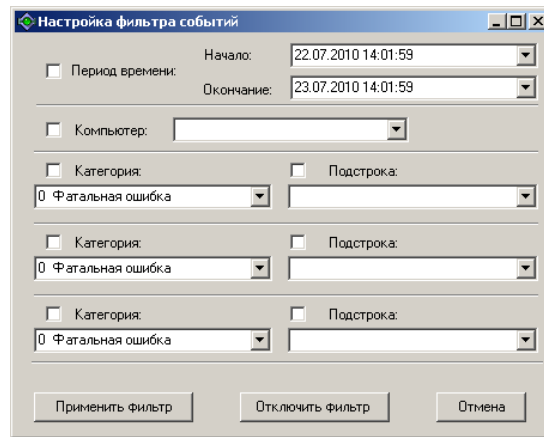 Настройка фильтра событий
Период времени:
Начало: 22.07.2010 14:01:59
Окончание: 23.07.2010 14:01:59
Компьютер:
Категория: Подстрока:
0 Фатальная ошибка
Категория: Подстрока:
0 Фатальная ошибка
Категория: Подстрока:
0 Фатальная ошибка
Применить фильтр Отключить фильтр Отмена